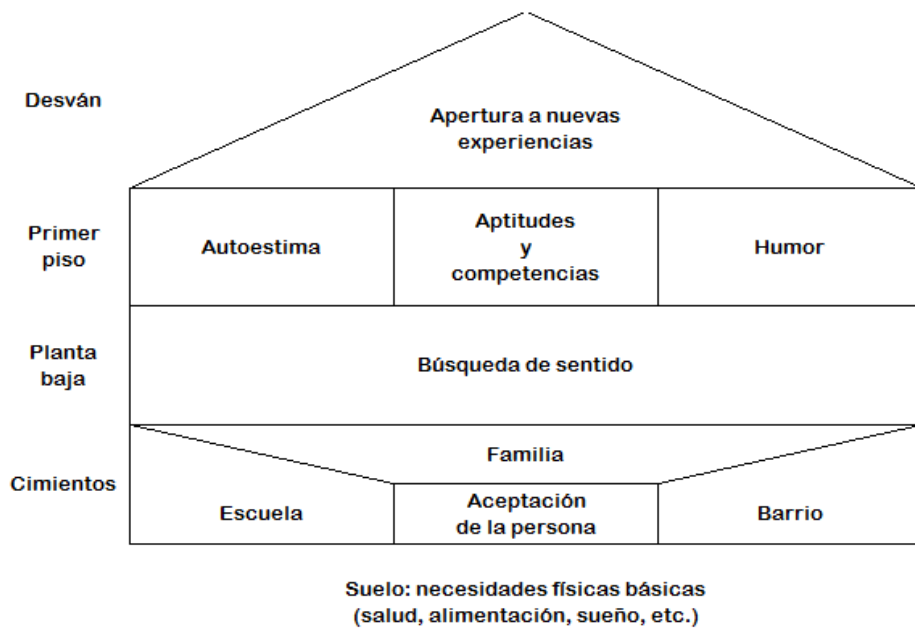 Desván
Apertura a nuevas
experiencias
Primer
piso
Autoestima
Aptitudes
y
competencias
Humor
Planta
baja
Búsqueda de sentido
Cimientos
Familia
Escuela
Aceptación
de la persona
Barrio
Suelo: necesidades físicas básicas
(salud, alimentación, sueño, etc.)